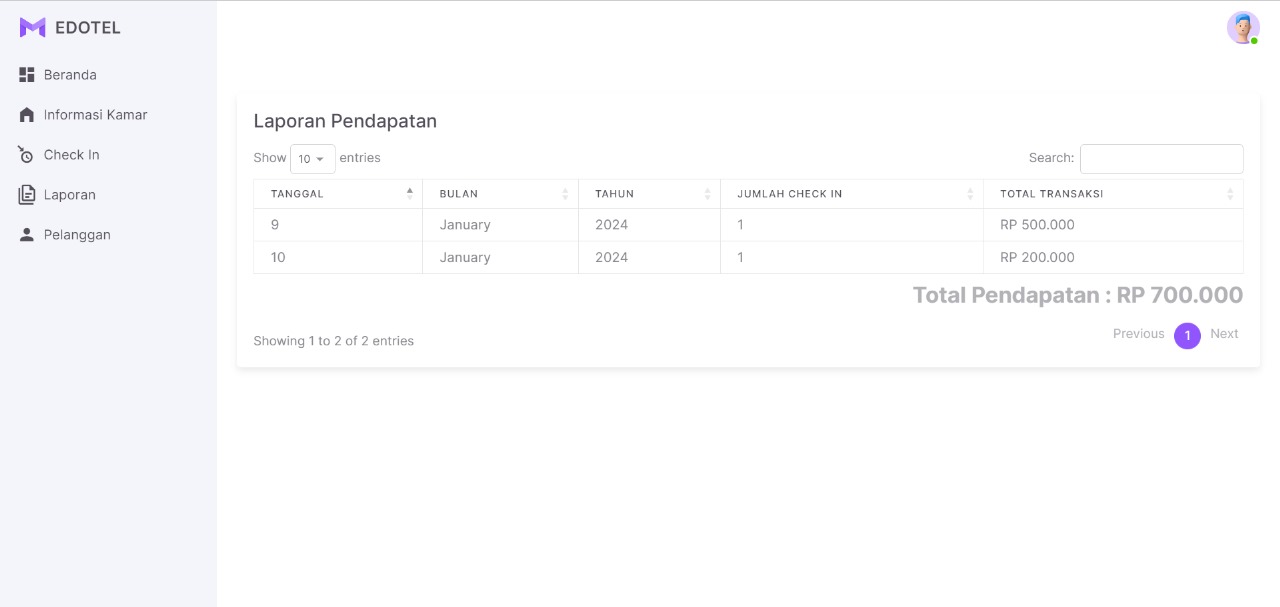 EDOTEL
Beranda
Informasi Kamar
Check In
Laporan
Pelanggan
Laporan Pendapatan
Show 10 entries Search:
TANGGAL BULAN TAHUN JUMLAH CHECK IN TOTAL TRANSAKSI
9 January 2024 1 RP 500.000
10 January 2024 1 RP 200.000
Total Pendapatan : RP 700.000
Showing 1 to 2 of 2 entries Previous 1 Next